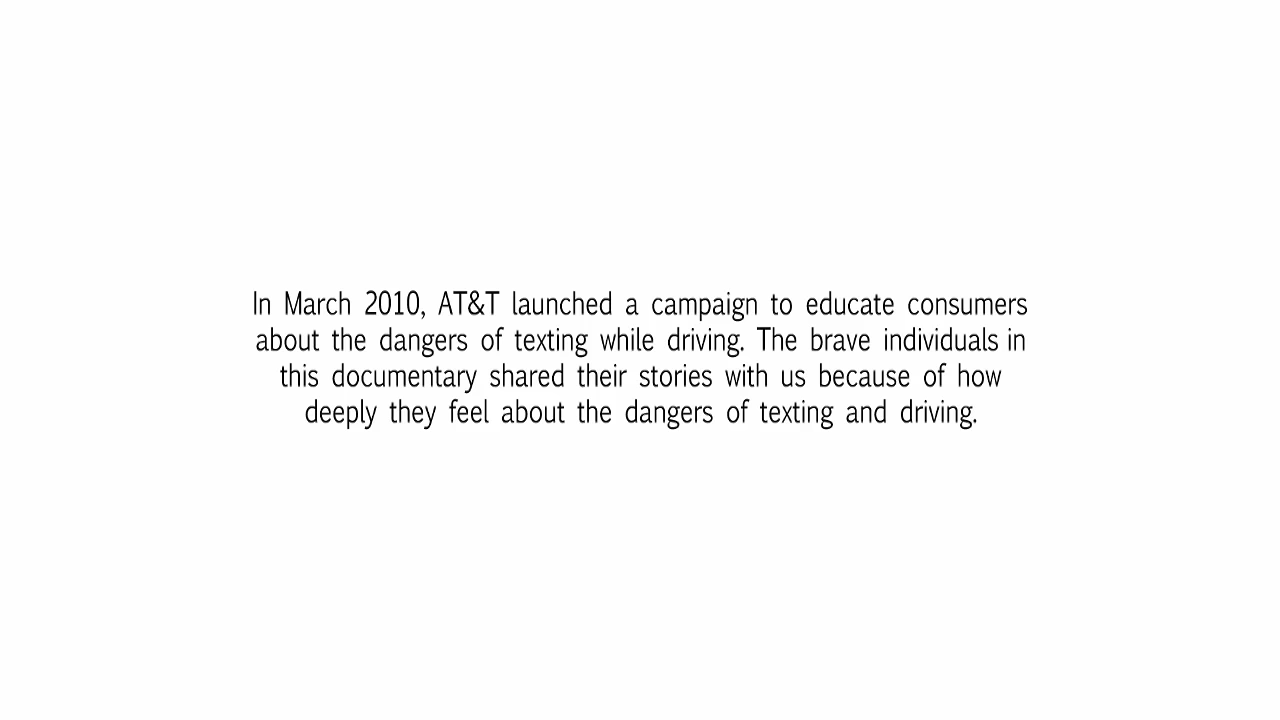 In March 2010, AT&T launched a campaign to educate consumers
about the dangers of texting while driving. The brave individuals in
this documentary shared their stories with us because of how
deeply they feel about the dangers of texting and driving.